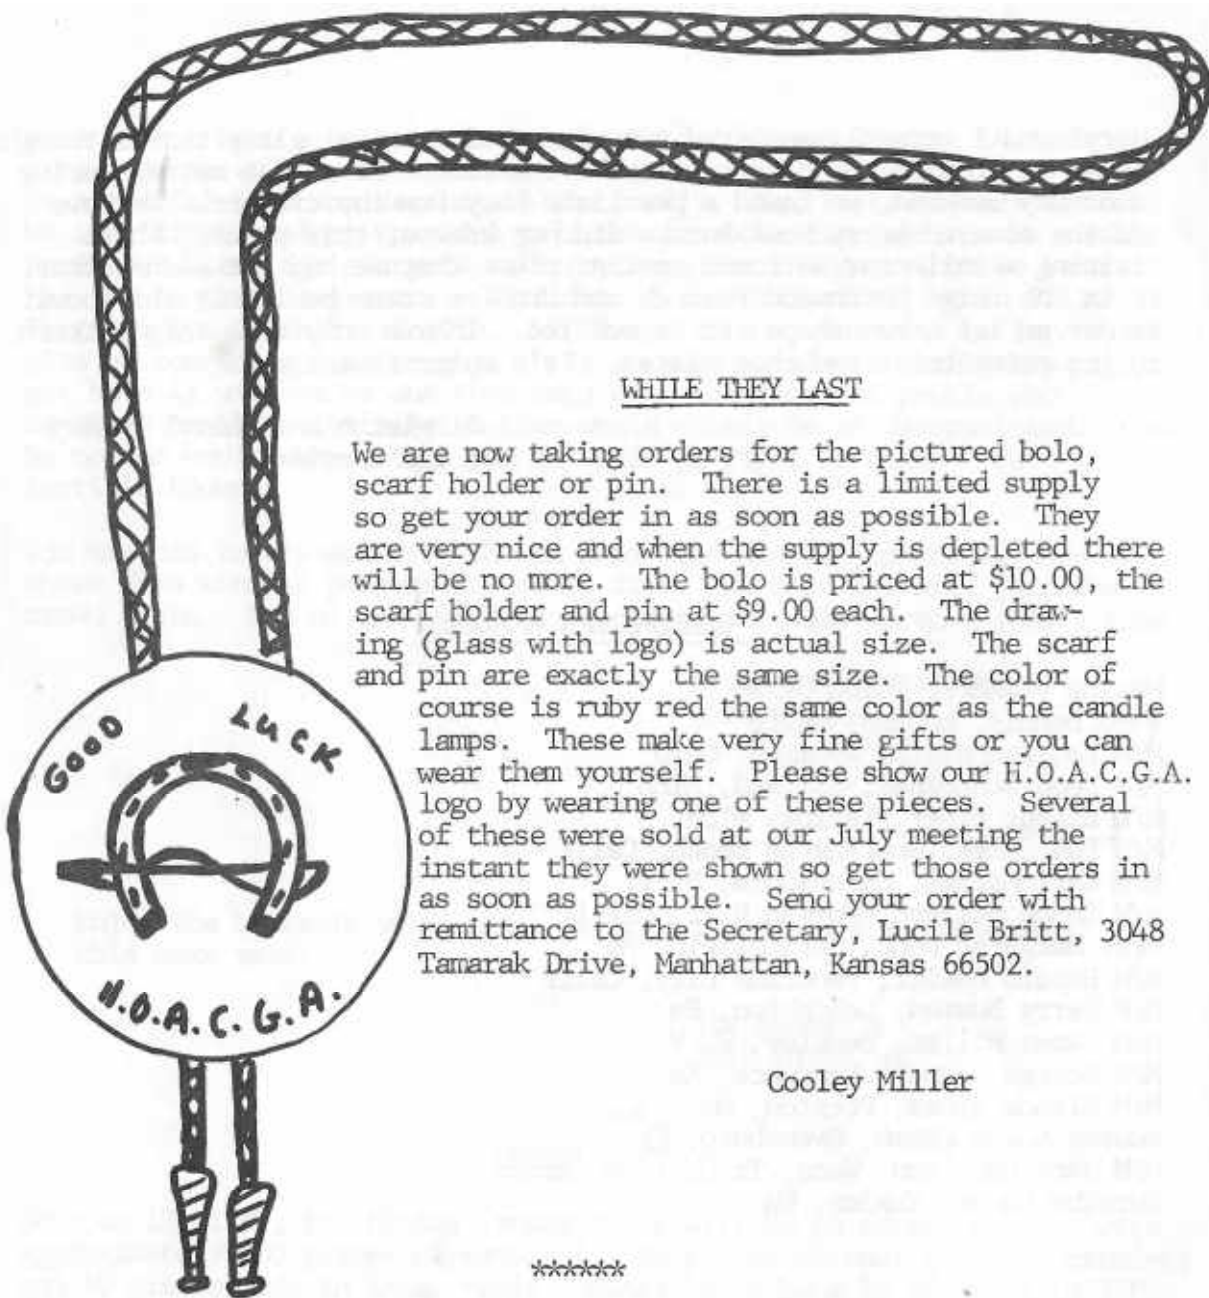 WHILE THEY LAST
We are now taking orders for the pictured bolo,
scarf holder or pin. There is a limited supply
so get your order in as soon as possible. They
are very nice and when the supply is depleted there
will be no more. The bolo is priced at $10.00, the
scarf holder and pin at $9.00 each. The draw-
ing (glass with logo) is actual size. The scarf
and pin are exactly the same size. The color of
course is ruby red the same color as the candle
lamps. These make very fine gifts or you can
wear them yourself. Please show our H.O.A.C.G.A.
logo by wearing one of these pieces. Several
of these were sold at our July meeting the
instant they were shown so get those orders in
as soon as possible. Send your order with
remittance to the Secretary, Lucile Britt, 3048
Tamarak Drive, Manhattan, Kansas 66502.
Cooley Miller
******
GOOD LUCK
H.O.A.C.G.A.